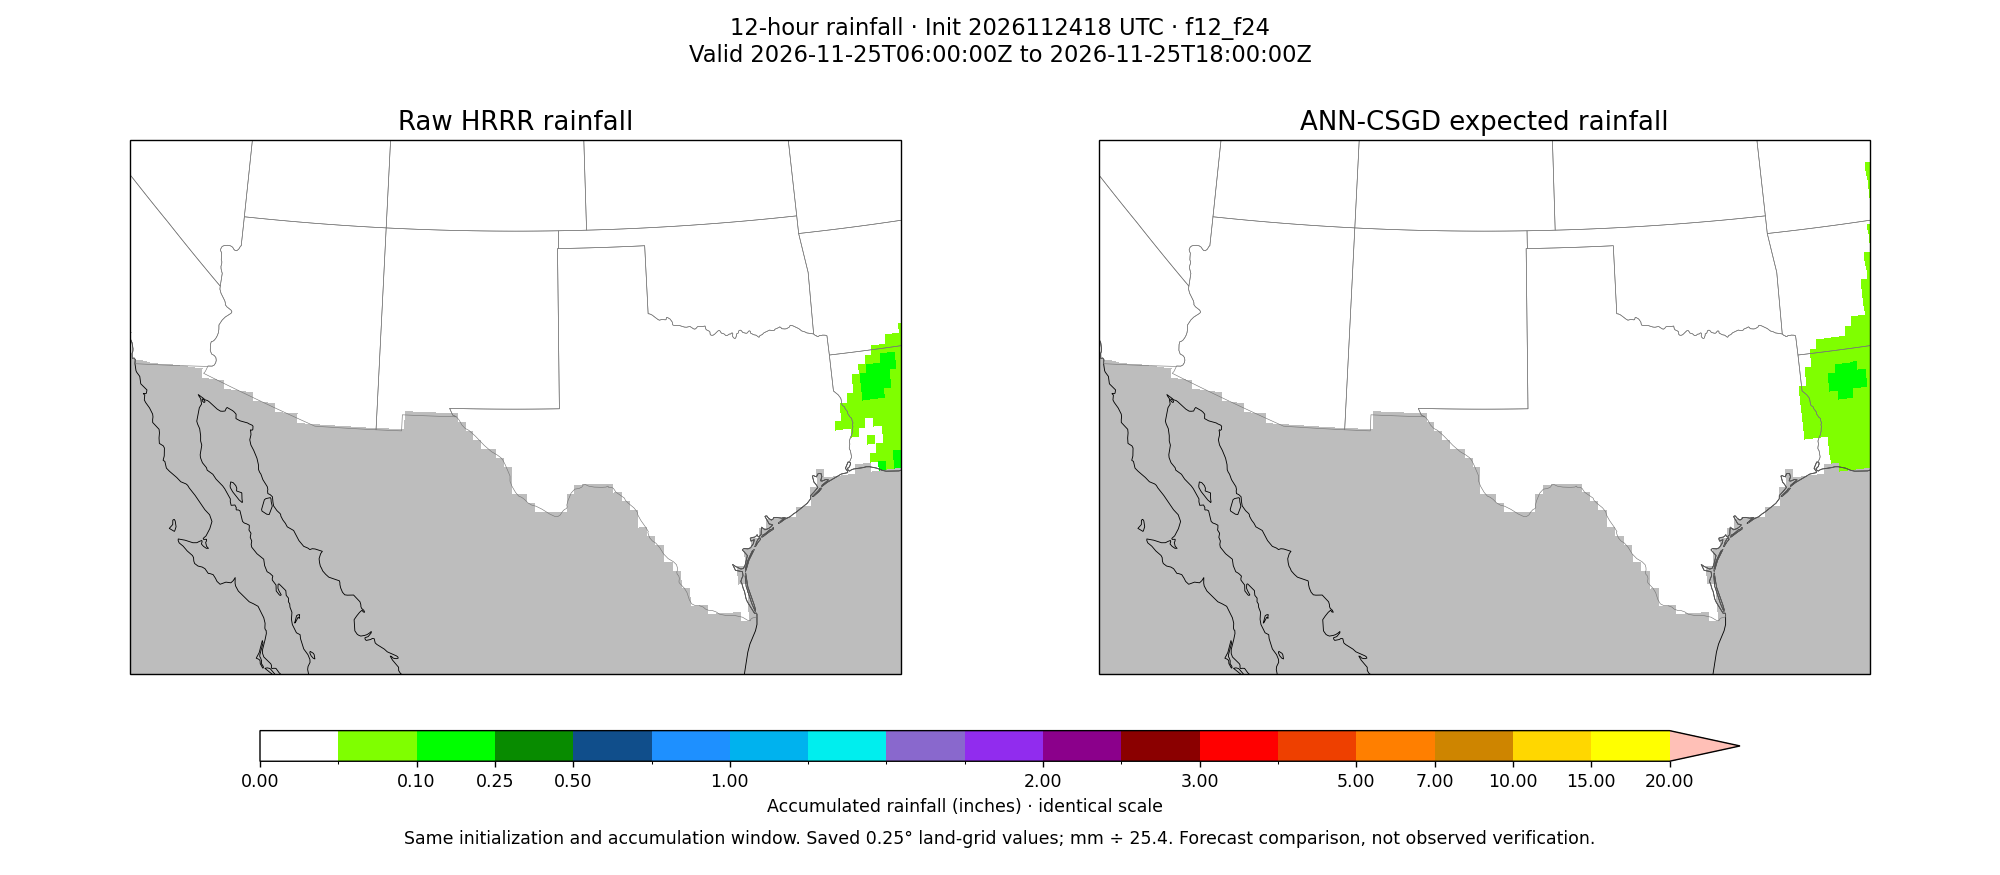 12-hour rainfall · Init 2026112418 UTC · f12_f24
Valid 2026-11-25T06:00:00Z to 2026-11-25T18:00:00Z
Raw HRRR rainfall
ANN-CSGD expected rainfall
0.00 0.10 0.25 0.50 1.00 2.00 3.00 5.00 7.00 10.00 15.00 20.00
Accumulated rainfall (inches) · identical scale
Same initialization and accumulation window. Saved 0.25° land-grid values; mm ÷ 25.4. Forecast comparison, not observed verification.